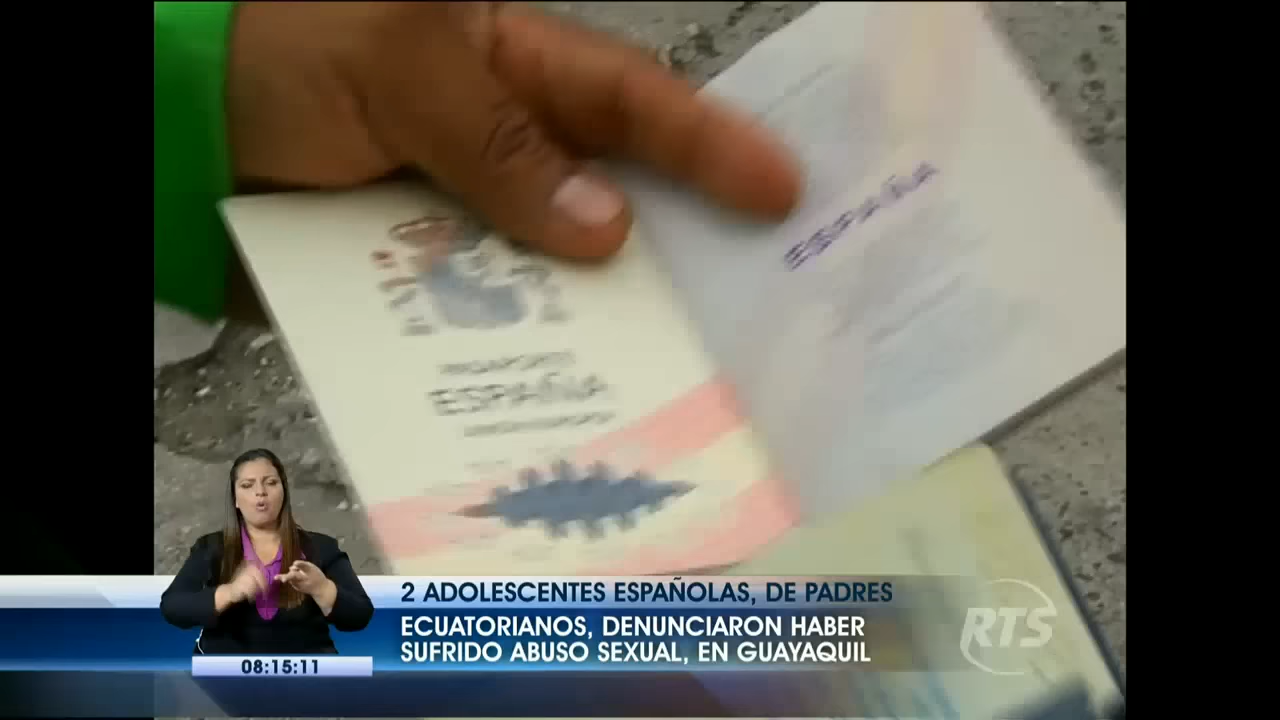 ESPAÑA
PASAPORTE
ESPAÑA
2 ADOLESCENTES ESPAÑOLAS, DE PADRES
ECUATORIANOS, DENUNCIARON HABER
SUFRIDO ABUSO SEXUAL, EN GUAYAQUIL
RTS
08:15:11